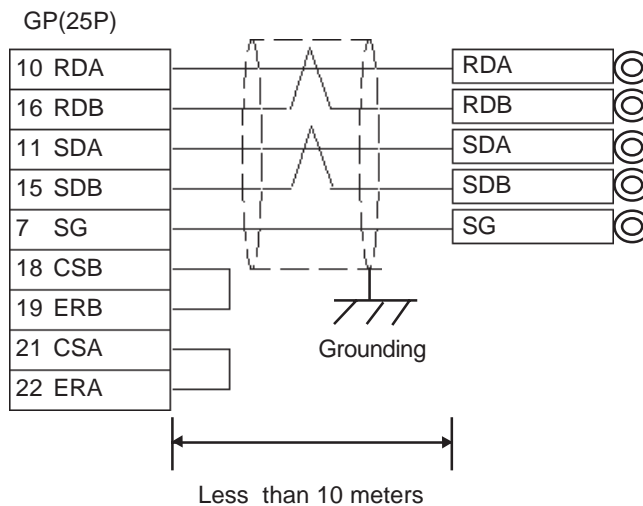 GP(25P)
10 RDA RDA
16 RDB RDB
11 SDA SDA
15 SDB SDB
7 SG SG
18 CSB
19 ERB
21 CSA
22 ERA
Grounding
Less than 10 meters